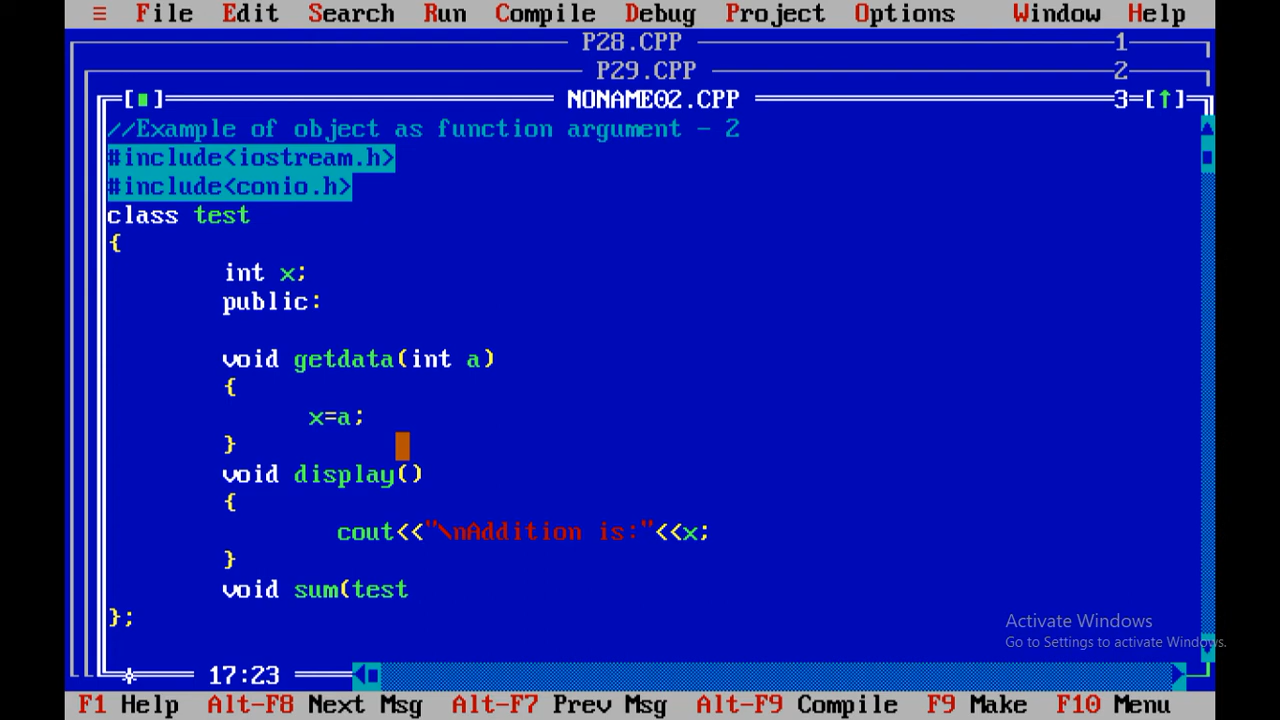 ≡ File Edit Search Run Compile Debug Project Options Window Help
P28.CPP 1
P29.CPP 2
[■] NONAME02.CPP 3=[↑]
//Example of object as function argument - 2
#include<iostream.h>
#include<conio.h>
class test
{
int x;
public:
void getdata(int a)
{
x=a;
}
void display()
{
cout<<"\nAddition is:"<<x;
}
void sum(test
};
Activate Windows
Go to Settings to activate Windows.
17:23
F1 Help Alt-F8 Next Msg Alt-F7 Prev Msg Alt-F9 Compile F9 Make F10 Menu